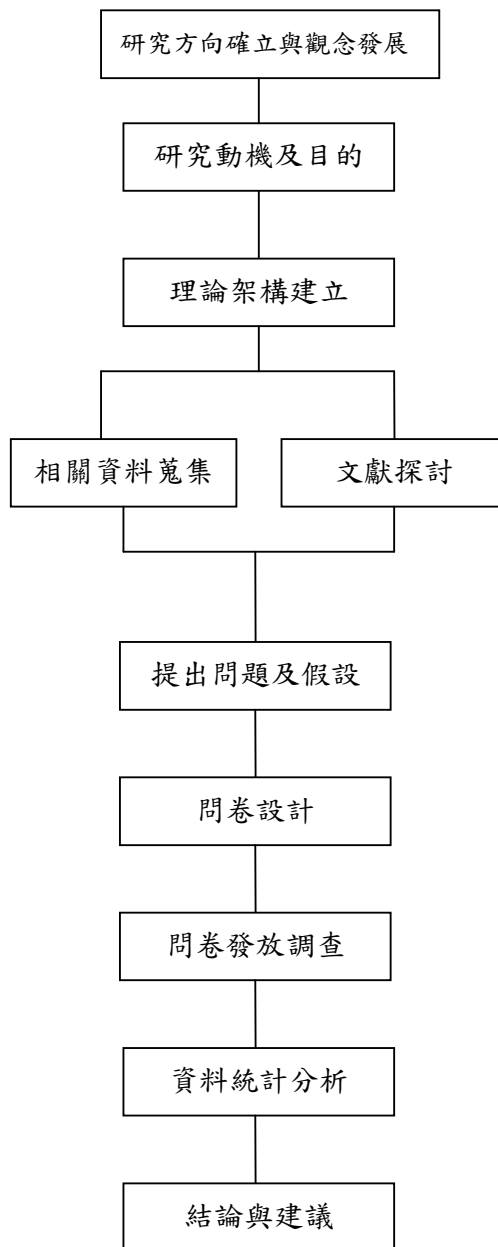 研究方向確立與觀念發展
研究動機及目的
理論架構建立
相關資料蒐集
文獻探討
提出問題及假設
問卷設計
問卷發放調查
資料統計分析
結論與建議